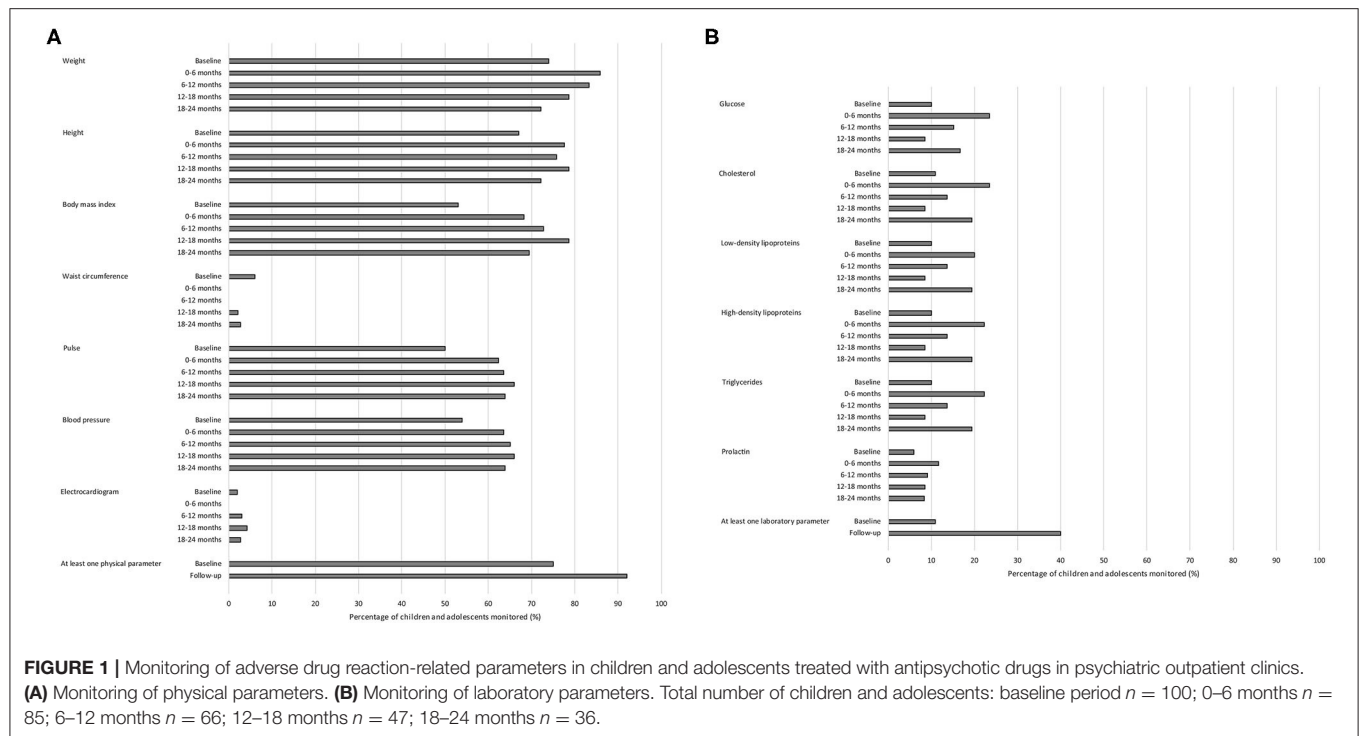 A
Weight
Baseline
0-6 months
6-12 months
12-18 months
18-24 months
Height
Baseline
0-6 months
6-12 months
12-18 months
18-24 months
Body mass index
Baseline
0-6 months
6-12 months
12-18 months
18-24 months
Waist circumference
Baseline
0-6 months
6-12 months
12-18 months
18-24 months
Pulse
Baseline
0-6 months
6-12 months
12-18 months
18-24 months
Blood pressure
Baseline
0-6 months
6-12 months
12-18 months
18-24 months
Electrocardiogram
Baseline
0-6 months
6-12 months
12-18 months
18-24 months
At least one physical parameter
Baseline
Follow-up
0 10 20 30 40 50 60 70 80 90 100
Percentage of children and adolescents monitored (%)
B
Glucose
Baseline
0-6 months
6-12 months
12-18 months
18-24 months
Cholesterol
Baseline
0-6 months
6-12 months
12-18 months
18-24 months
Low-density lipoproteins
Baseline
0-6 months
6-12 months
12-18 months
18-24 months
High-density lipoproteins
Baseline
0-6 months
6-12 months
12-18 months
18-24 months
Triglycerides
Baseline
0-6 months
6-12 months
12-18 months
18-24 months
Prolactin
Baseline
0-6 months
6-12 months
12-18 months
18-24 months
At least one laboratory parameter
Baseline
Follow-up
0 10 20 30 40 50 60 70 80 90 100
Percentage of children and adolescents monitored (%)
FIGURE 1 | Monitoring of adverse drug reaction-related parameters in children and adolescents treated with antipsychotic drugs in psychiatric outpatient clinics.
(A) Monitoring of physical parameters. (B) Monitoring of laboratory parameters. Total number of children and adolescents: baseline period n = 100; 0–6 months n =
85; 6–12 months n = 66; 12–18 months n = 47; 18–24 months n = 36.